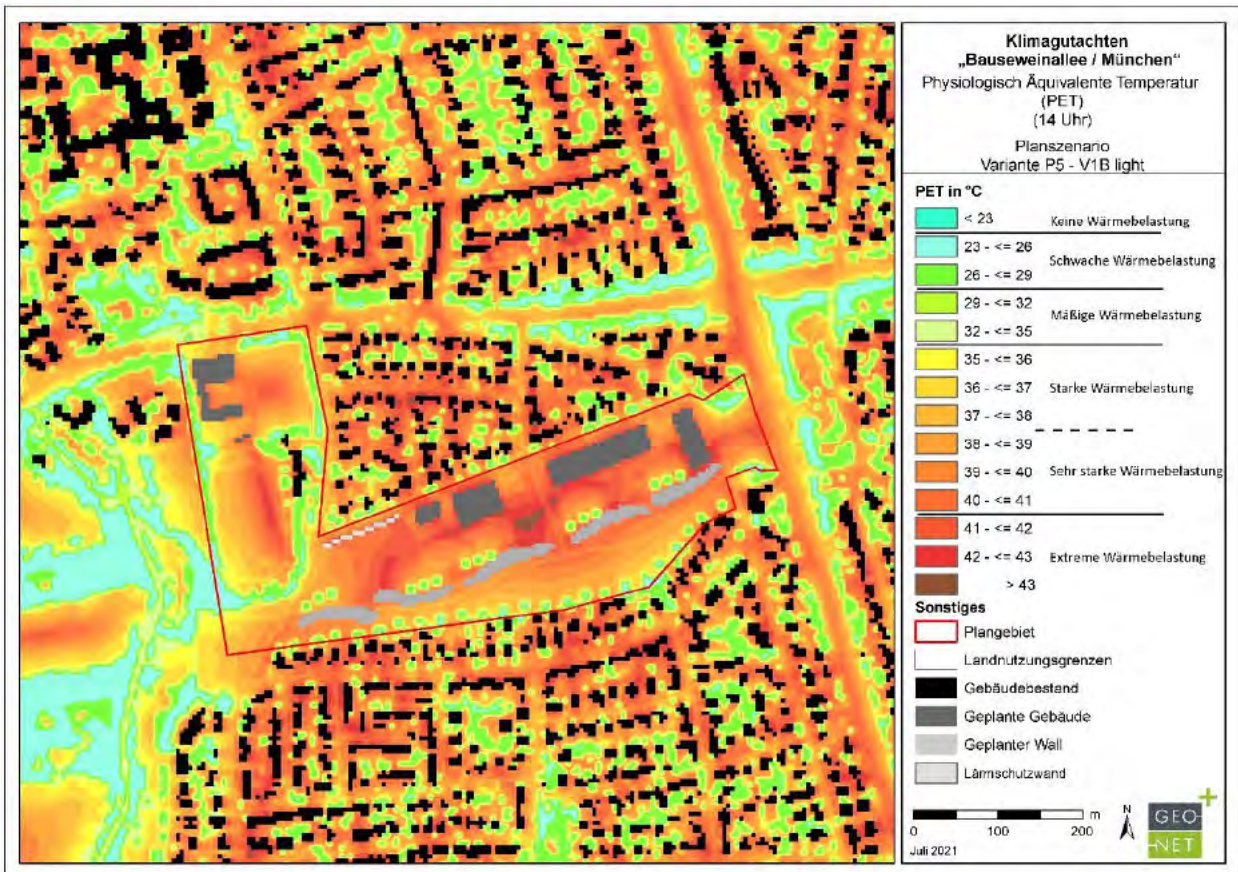 Klimagutachten
„Bauseweinallee / München"
Physiologisch Äquivalente Temperatur
(PET)
(14 Uhr)
Planszenario
Variante P5 - V1B light
PET in °C
< 23 Keine Wärmebelastung
23 - <= 26
Schwache Wärmebelastung
26 - <= 29
29 - <= 32
Mäßige Wärmebelastung
32 - <= 35
35 - <= 36
36 - <= 37 Starke Wärmebelastung
37 - <= 38
38 - <= 39
39 - <= 40 Sehr starke Wärmebelastung
40 - <= 41
41 - <= 42
42 - <= 43 Extreme Wärmebelastung
> 43
Sonstiges
Plangebiet
Landnutzungsgrenzen
Gebäudebestand
Geplante Gebäude
Geplanter Wall
Lärmschutzwand
0 100 200 m
N
Juli 2021
GEO-
NET